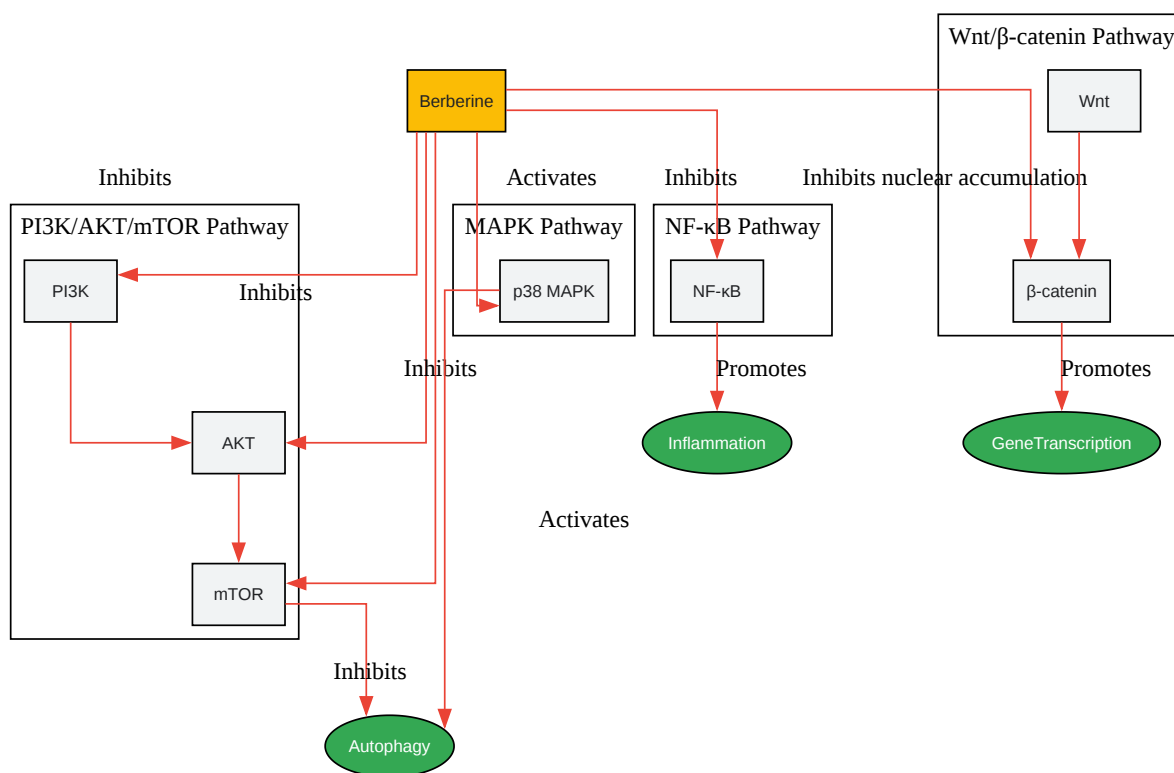 Wnt/β-catenin Pathway
Berberine
Wnt
Inhibits
Activates
Inhibits
Inhibits nuclear accumulation
PI3K/AKT/mTOR Pathway
MAPK Pathway
NF-κB Pathway
PI3K
Inhibits
p38 MAPK
NF-κB
β-catenin
Inhibits
Promotes
Promotes
AKT
Inflammation
GeneTranscription
Activates
mTOR
Inhibits
Autophagy